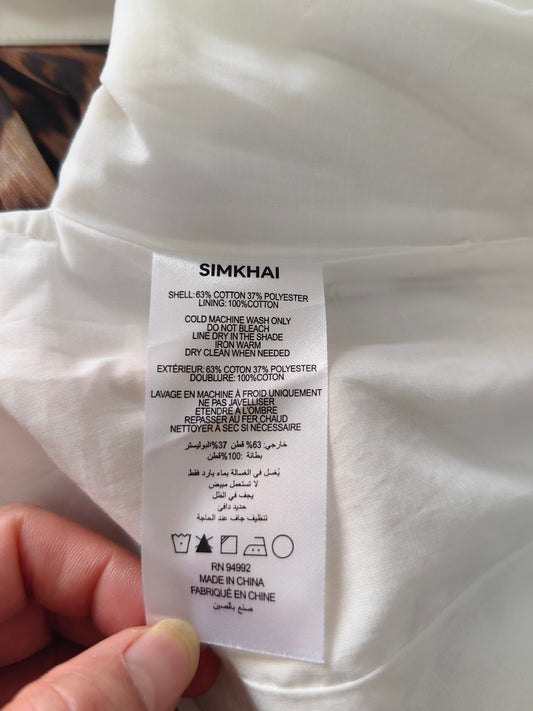 SIMKHAI
SHELL: 63% COTTON 37% POLYESTER
LINING: 100%COTTON
COLD MACHINE WASH ONLY
DO NOT BLEACH
LINE DRY IN THE SHADE
IRON WARM
DRY CLEAN WHEN NEEDED
EXTÉRIEUR: 63% COTON 37% POLYESTER
DOUBLURE: 100%COTON
LAVAGE EN MACHINE À FROID UNIQUEMENT
NE PAS JAVELLISER
ÉTENDRE À L'OMBRE
REPASSER AU FER CHAUD
NETTOYER À SEC SI NÉCESSAIRE
خارجي: 63% قطن 37%البوليستر
بطانة :100%قطن
يُغسل في الغسالة بماء بارد فقط
لا تستعمل مبيض
يجف في الظل
حديد دافئ
تنظيف جاف عند الحاجة
RN 94992
MADE IN CHINA
FABRIQUÉ EN CHINE
صنع بالصين